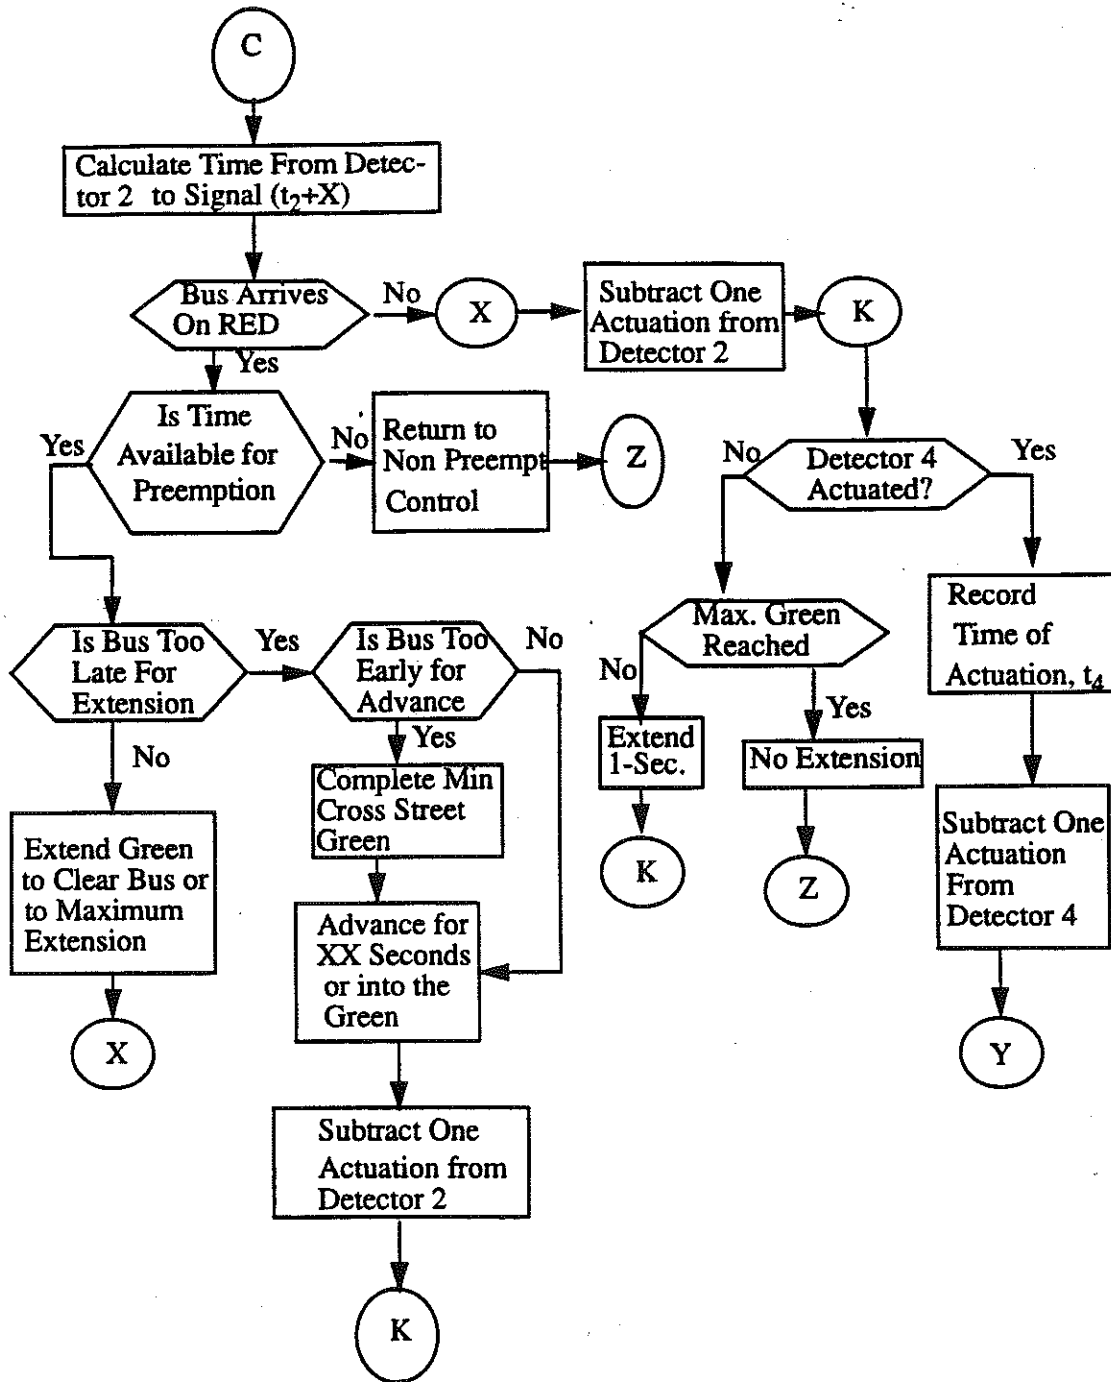 C
Calculate Time From Detec-
tor 2 to Signal (t2+X)
Bus Arrives
On RED
No
X
Subtract One
Actuation from
Detector 2
K
Yes
Is Time
Available for
Preemption
Yes
No
Return to
Non Preempt
Control
Z
No
Detector 4
Actuated?
Yes
Is Bus Too
Late For
Extension
Yes
Is Bus Too
Early for
Advance
No
Max. Green
Reached
Record
Time of
Actuation, t4
No
Yes
No
Yes
Extend
1-Sec.
No Extension
Complete Min
Cross Street
Green
Extend Green
to Clear Bus or
to Maximum
Extension
Subtract One
Actuation
From
Detector 4
K
Z
Advance for
XX Seconds
or into the
Green
X
Y
Subtract One
Actuation from
Detector 2
K